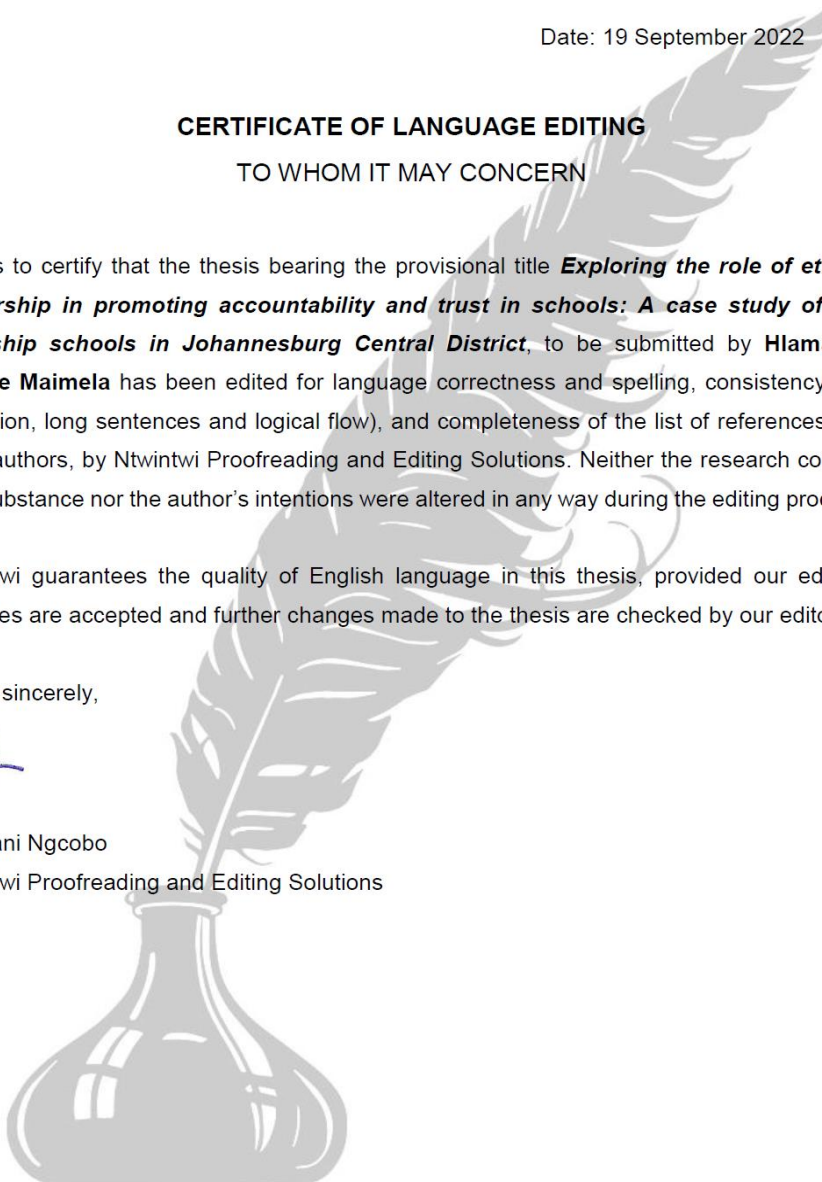 Date: 19 September 2022
CERTIFICATE OF LANGUAGE EDITING
TO WHOM IT MAY CONCERN
s to certify that the thesis bearing the provisional title Exploring the role of et
rship in promoting accountability and trust in schools: A case study of
ship schools in Johannesburg Central District, to be submitted by Hlam
e Maimela has been edited for language correctness and spelling, consistency
ion, long sentences and logical flow), and completeness of the list of references
authors, by Ntwintwi Proofreading and Editing Solutions. Neither the research co
ubstance nor the author's intentions were altered in any way during the editing pro
wi guarantees the quality of English language in this thesis, provided our ed
es are accepted and further changes made to the thesis are checked by our edito
sincerely,
ani Ngcobo
wi Proofreading and Editing Solutions